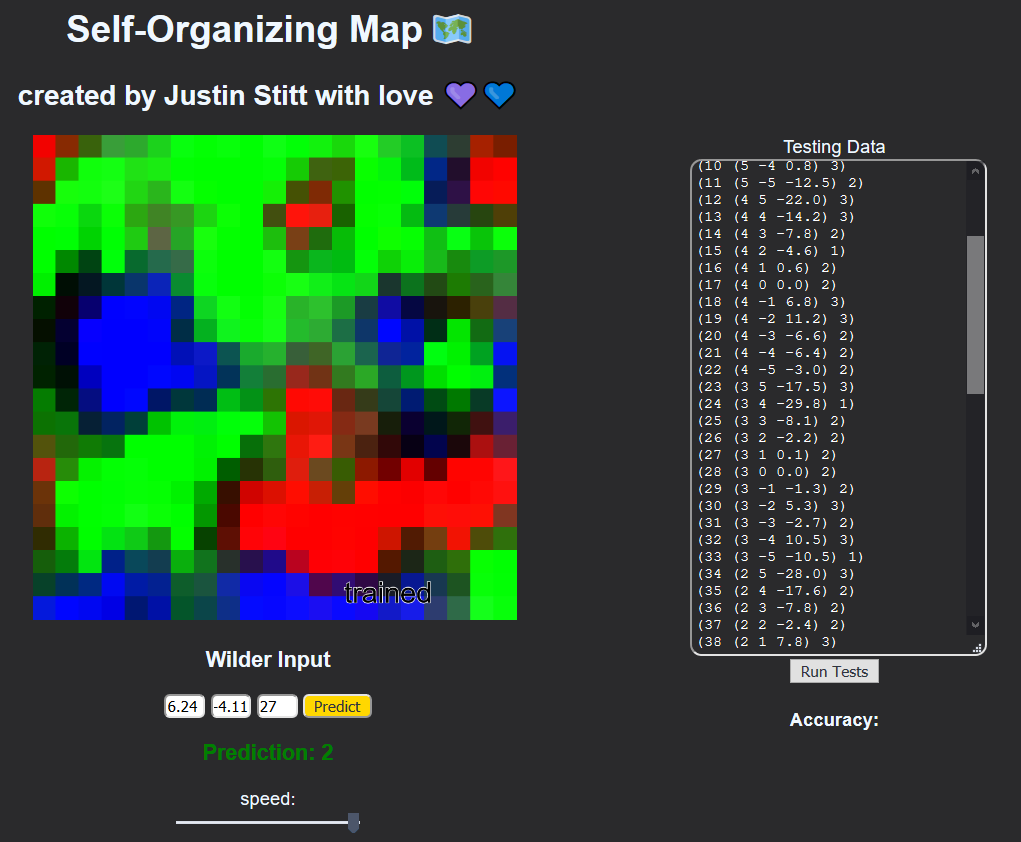 Self-Organizing Map 🗺️
created by Justin Stitt with love 💜 💙
trained
Wilder Input
6.24 -4.11 27 Predict
Prediction: 2
speed:
Testing Data
(10 (5 -4 0.8) 3)
(11 (5 -5 -12.5) 2)
(12 (4 5 -22.0) 3)
(13 (4 4 -14.2) 3)
(14 (4 3 -7.8) 2)
(15 (4 2 -4.6) 1)
(16 (4 1 0.6) 2)
(17 (4 0 0.0) 2)
(18 (4 -1 6.8) 3)
(19 (4 -2 11.2) 3)
(20 (4 -3 -6.6) 2)
(21 (4 -4 -6.4) 2)
(22 (4 -5 -3.0) 2)
(23 (3 5 -17.5) 3)
(24 (3 4 -29.8) 1)
(25 (3 3 -8.1) 2)
(26 (3 2 -2.2) 2)
(27 (3 1 0.1) 2)
(28 (3 0 0.0) 2)
(29 (3 -1 -1.3) 2)
(30 (3 -2 5.3) 3)
(31 (3 -3 -2.7) 2)
(32 (3 -4 10.5) 3)
(33 (3 -5 -10.5) 1)
(34 (2 5 -28.0) 3)
(35 (2 4 -17.6) 2)
(36 (2 3 -7.8) 2)
(37 (2 2 -2.4) 2)
(38 (2 1 7.8) 3)
Run Tests
Accuracy: